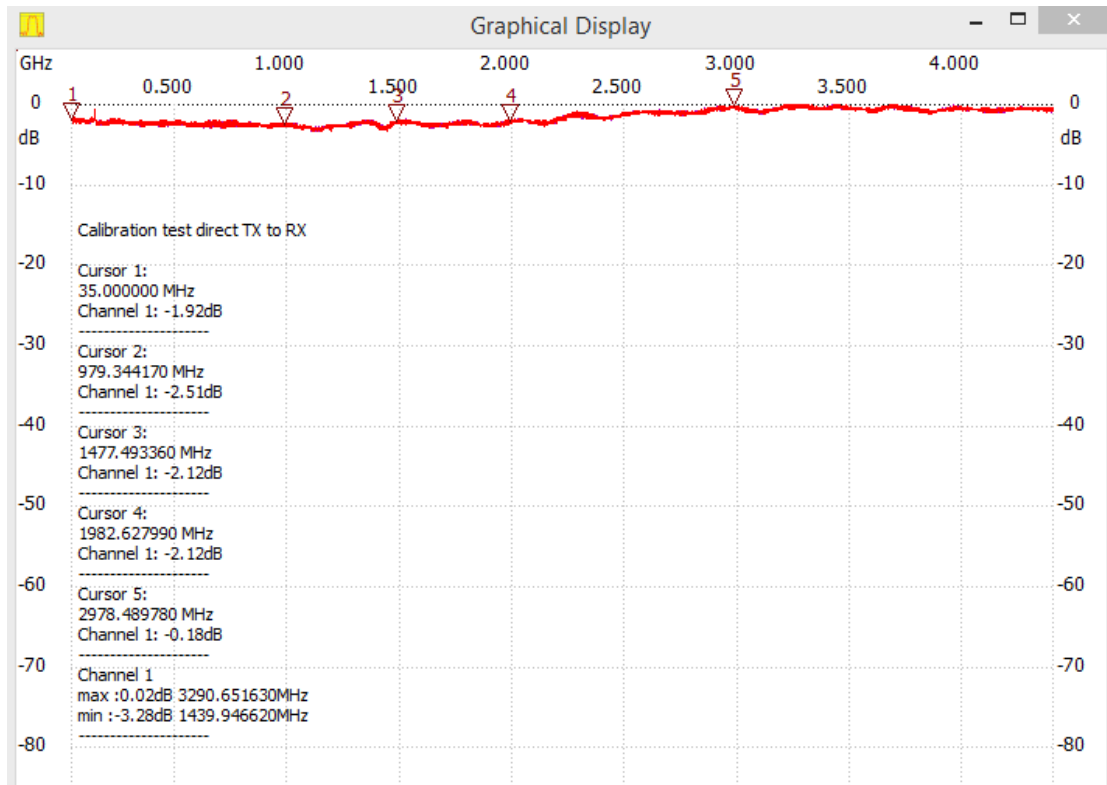 Graphical Display
GHz 1.000 2.000 3.000 4.000
0.500 1.500 2.500 3.500
1 2 3 4 5
0 0
dB dB
-10 -10
Calibration test direct TX to RX
-20 -20
Cursor 1:
35.000000 MHz
Channel 1: -1.92dB
----------------------
-30 -30
Cursor 2:
979.344170 MHz
Channel 1: -2.51dB
----------------------
-40 -40
Cursor 3:
1477.493360 MHz
Channel 1: -2.12dB
----------------------
-50 -50
Cursor 4:
1982.627990 MHz
Channel 1: -2.12dB
----------------------
-60 -60
Cursor 5:
2978.489780 MHz
Channel 1: -0.18dB
----------------------
-70 -70
Channel 1
max :0.02dB 3290.651630MHz
min :-3.28dB 1439.946620MHz
----------------------
-80 -80